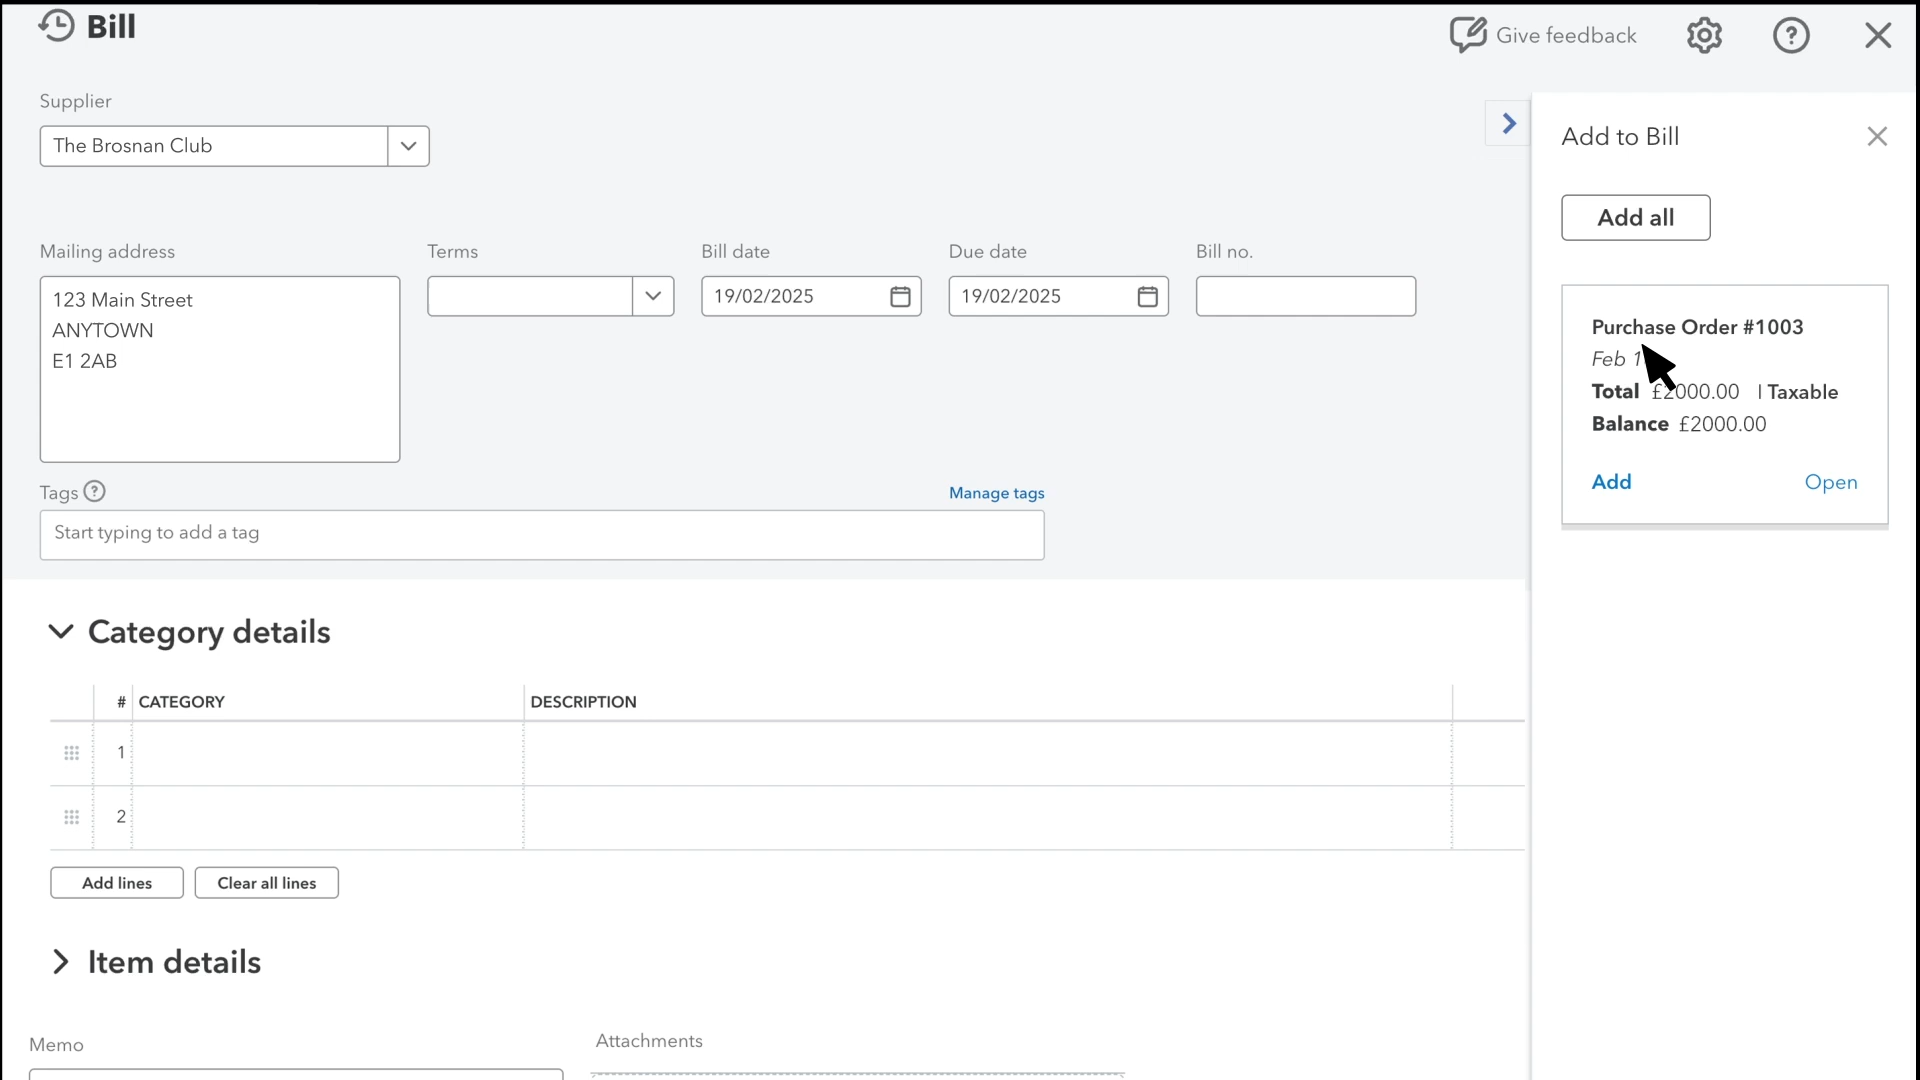 Bill
Give feedback
Supplier
The Brosnan Club
Mailing address
123 Main Street
ANYTOWN
E1 2AB
Terms
Bill date
19/02/2025
Due date
19/02/2025
Bill no.
Tags
Manage tags
Start typing to add a tag
Category details
# CATEGORY DESCRIPTION
1
2
Add lines Clear all lines
Item details
Memo
Attachments
Add to Bill
Add all
Purchase Order #1003
Feb
Total £2000.00 | Taxable
Balance £2000.00
Add Open